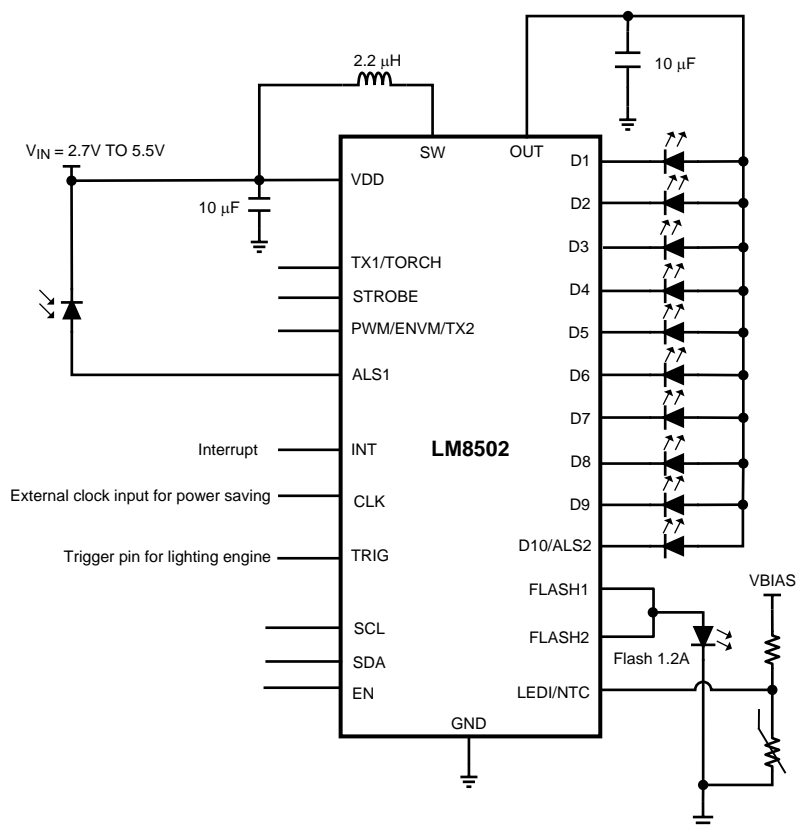 2.2 μH
10 μF
V_IN = 2.7V TO 5.5V
10 μF
SW
OUT
VDD
TX1/TORCH
STROBE
PWM/ENVM/TX2
ALS1
Interrupt
INT
External clock input for power saving
CLK
Trigger pin for lighting engine
TRIG
SCL
SDA
EN
GND
LM8502
D1
D2
D3
D4
D5
D6
D7
D8
D9
D10/ALS2
FLASH1
FLASH2
LEDI/NTC
VBIAS
Flash 1.2A